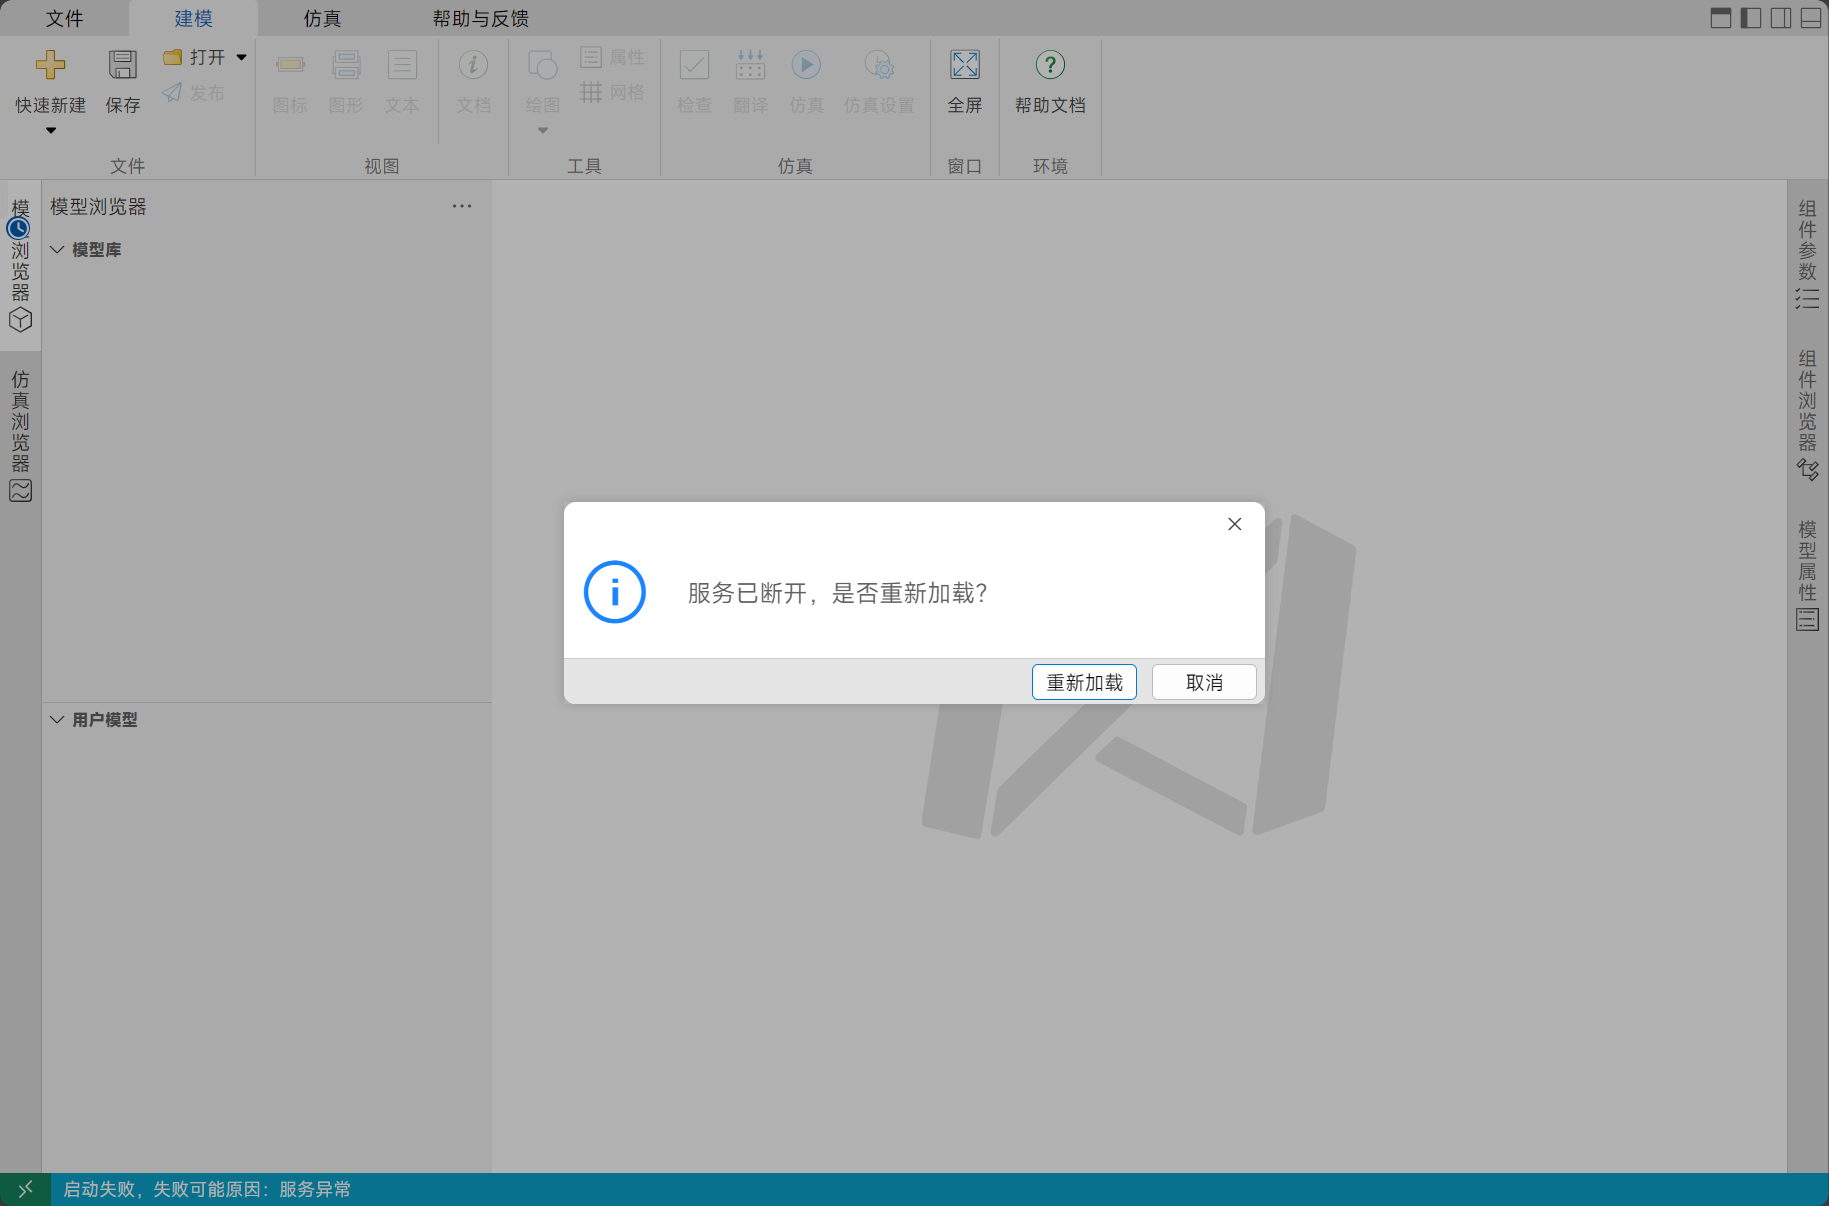 文件 建模 仿真 帮助与反馈
快速新建 保存 打开 发布 图标 图形 文本 文档 绘图 属性 网格 检查 翻译 仿真 仿真设置 全屏 帮助文档
文件 视图 工具 仿真 窗口 环境
模浏览器
仿真浏览器
模型浏览器
模型库
用户模型
服务已断开，是否重新加载？
重新加载 取消
组件参数
组件浏览器
模型属性
启动失败，失败可能原因：服务异常